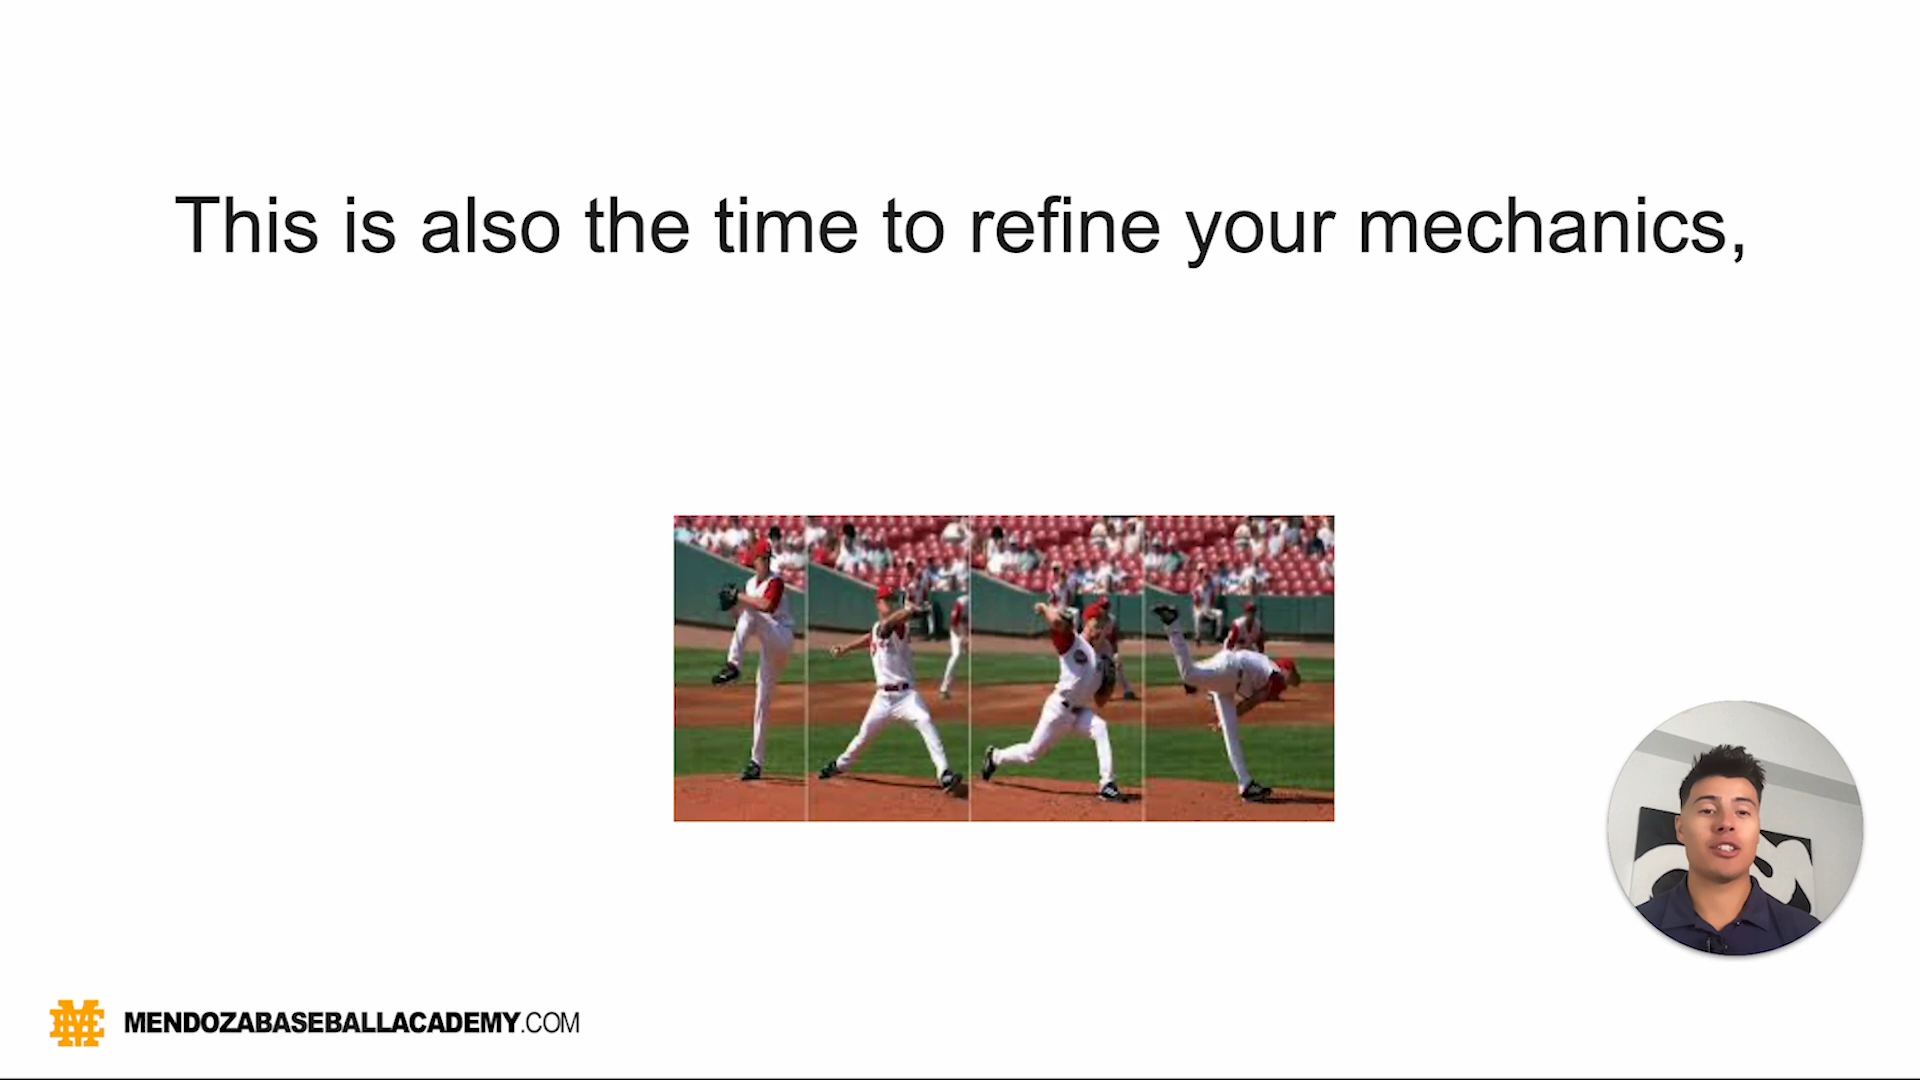 This is also the time to refine your mechanics,
MENDOZABASEBALLACADEMY.COM